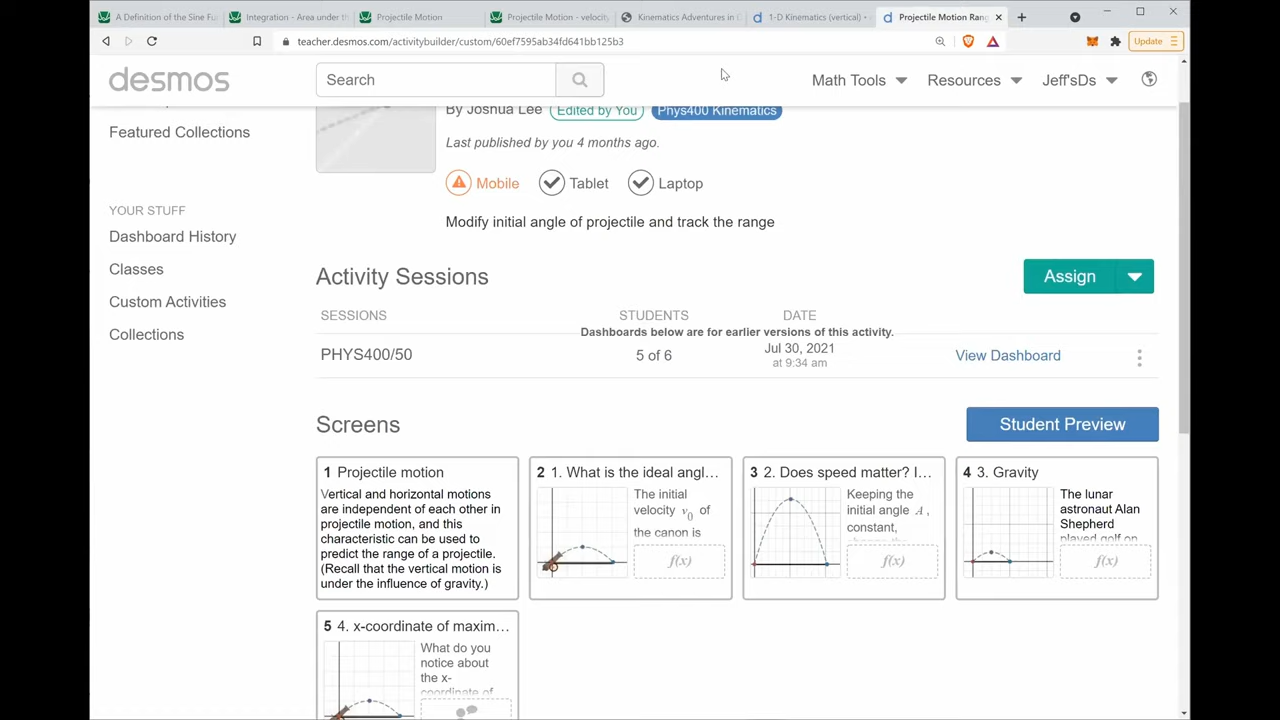 A Definition of the Sine Fu
Integration - Area under t
Projectile Motion
Projectile Motion - velocity
Kinematics Adventures in
1-D Kinematics (vertical) •
Projectile Motion Ran
teacher.desmos.com/activitybuilder/custom/60ef7595ab34fd641bb125b3
Update
desmos
Search
Math Tools
Resources
Jeff'sDs
By Joshua Lee
Edited by You
Phys400 Kinematics
Featured Collections
Last published by you 4 months ago.
Mobile
Tablet
Laptop
YOUR STUFF
Modify initial angle of projectile and track the range
Dashboard History
Classes
Custom Activities
Collections
Activity Sessions
Assign
SESSIONS
STUDENTS
DATE
Dashboards below are for earlier versions of this activity.
PHYS400/50
5 of 6
Jul 30, 2021
at 9:34 am
View Dashboard
Screens
Student Preview
1 Projectile motion
Vertical and horizontal motions
are independent of each other in
projectile motion, and this
characteristic can be used to
predict the range of a projectile.
(Recall that the vertical motion is
under the influence of gravity.)
2 1. What is the ideal angl...
The initial
velocity v0 of
the canon is
f(x)
3 2. Does speed matter? I...
Keeping the
initial angle A,
constant,
f(x)
4 3. Gravity
The lunar
astronaut Alan
Shepherd
played golf on
f(x)
5 4. x-coordinate of maxim...
What do you
notice about
the x-
coordinate of